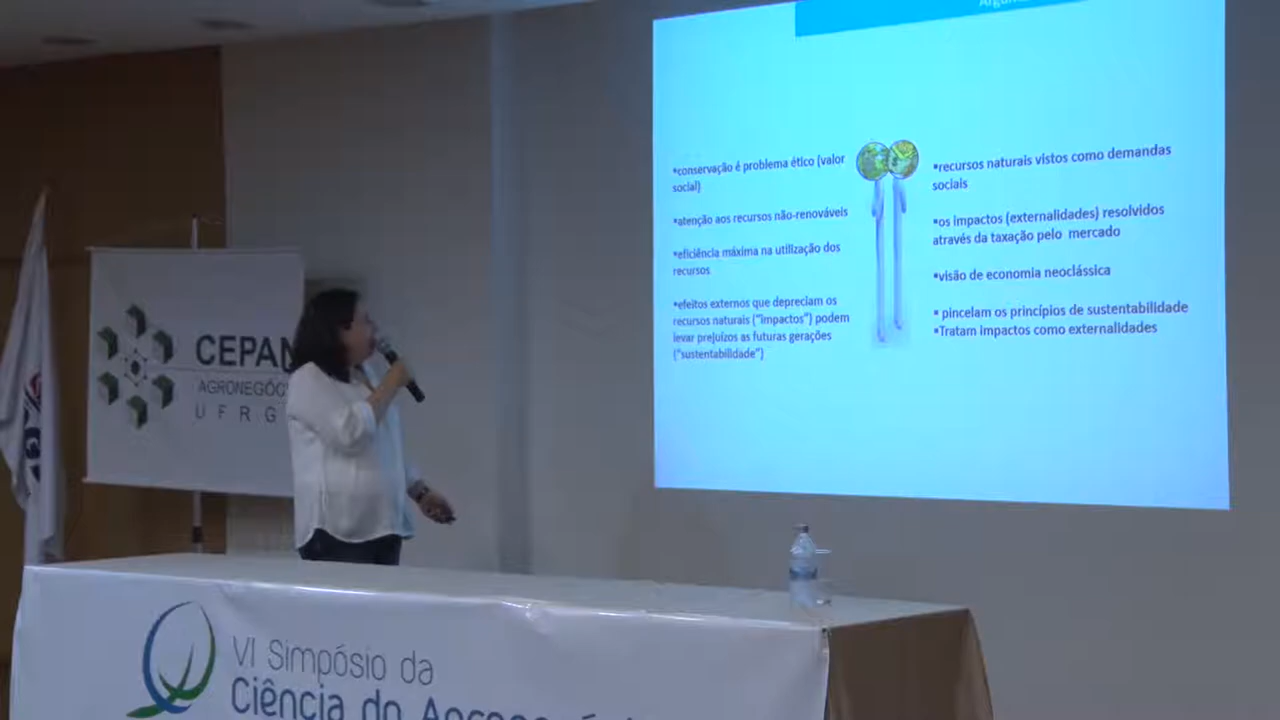 •conservação é problema ético (valor
social)
•atenção aos recursos não-renováveis
•eficiência máxima na utilização dos
recursos
•efeitos externos que depreciam os
recursos naturais ("impactos") podem
levar prejuízos as futuras gerações
("sustentabilidade")
•recursos naturais vistos como demandas
sociais
•os impactos (externalidades) resolvidos
através da taxação pelo mercado
•visão de economia neoclássica
• pincelam os princípios de sustentabilidade
•Tratam impactos como externalidades
CEPAN
AGRONEGÓC
UFRG
VI Simpósio da
Ciência do